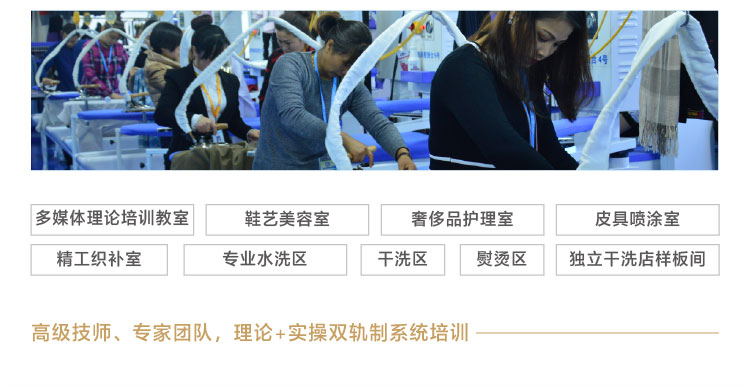 多媒体理论培训教室
鞋艺美容室
奢侈品护理室
皮具喷涂室
精工织补室
专业水洗区
干洗区
熨烫区
独立干洗店样板间
高级技师、专家团队，理论+实操双轨制系统培训